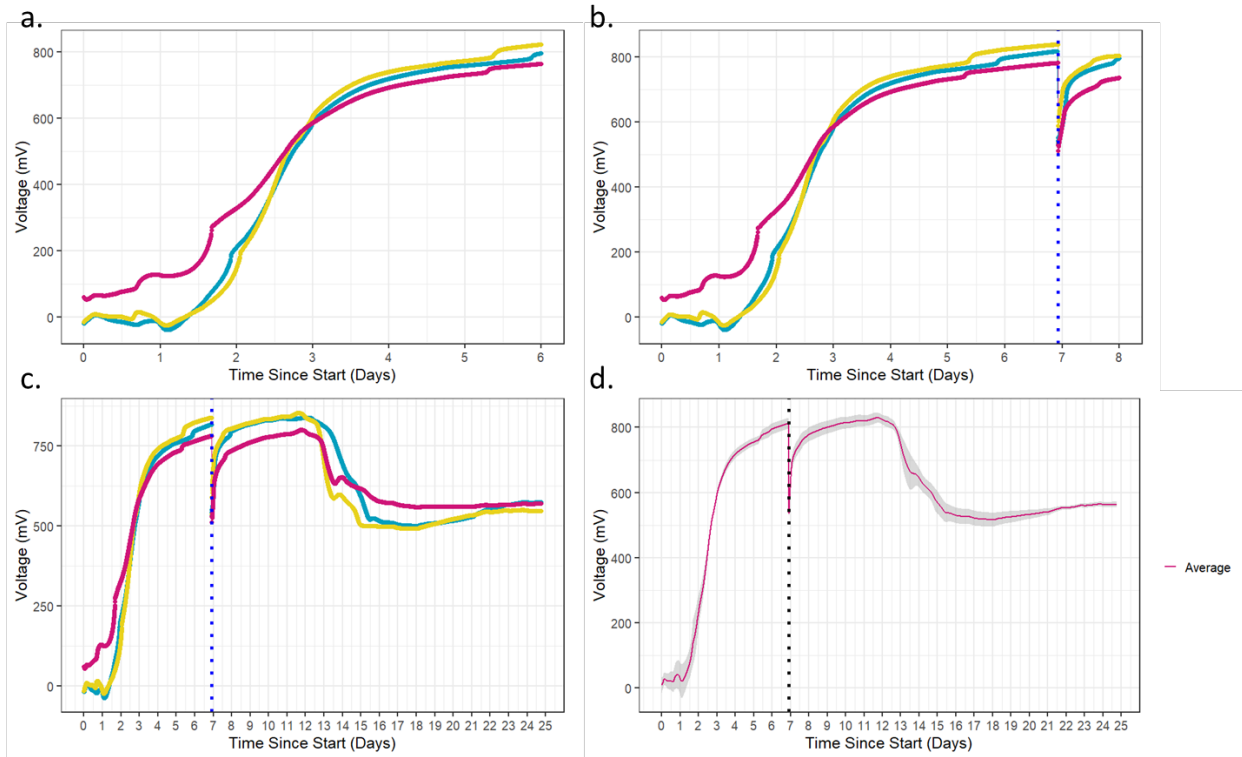 a.
800
600
400
200
0
Voltage (mV)
0 1 2 3 4 5 6
Time Since Start (Days)
b.
800
600
400
200
0
Voltage (mV)
0 1 2 3 4 5 6 7 8
Time Since Start (Days)
c.
750
500
250
0
Voltage (mV)
0 1 2 3 4 5 6 7 8 9 10 11 12 13 14 15 16 17 18 19 20 21 22 23 24 25
Time Since Start (Days)
d.
800
600
400
200
0
Voltage (mV)
0 1 2 3 4 5 6 7 8 9 10 11 12 13 14 15 16 17 18 19 20 21 22 23 24 25
Time Since Start (Days)
Average